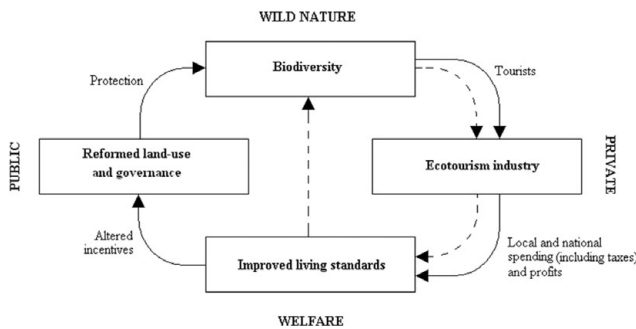 WILD NATURE
Biodiversity
Protection
Tourists
PUBLIC
Reformed land-use
and governance
Ecotourism industry
PRIVATE
Altered
incentives
Improved living standards
Local and national
spending (including taxes)
and profits
WELFARE